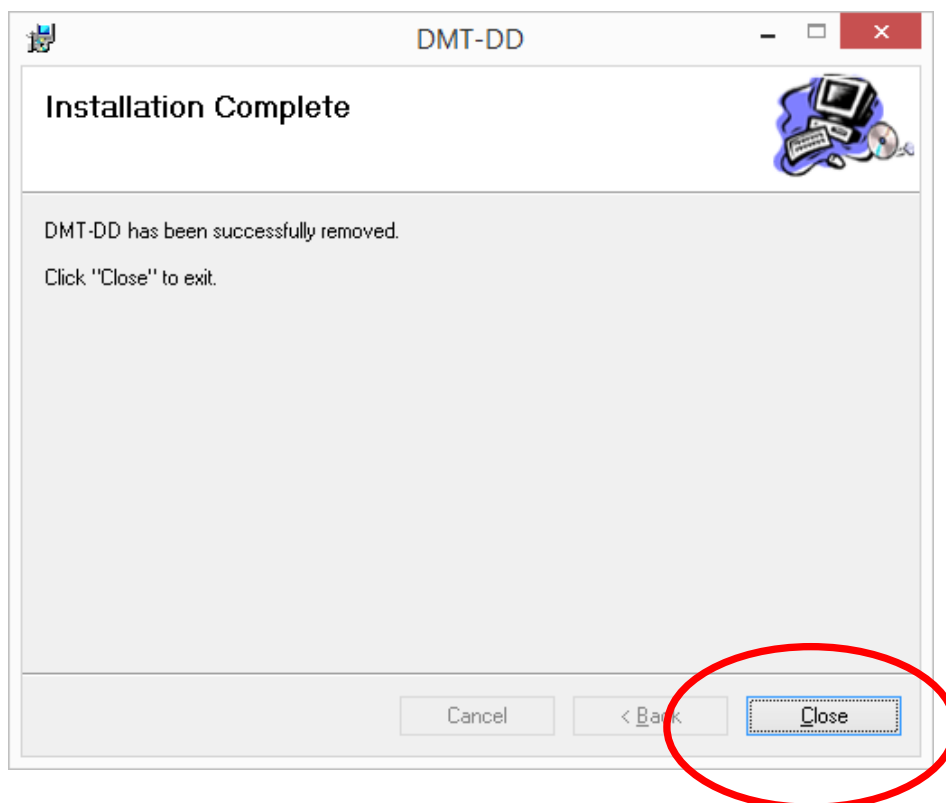 DMT-DD
Installation Complete
DMT-DD has been successfully removed.
Click "Close" to exit.
Cancel
< Back
Close